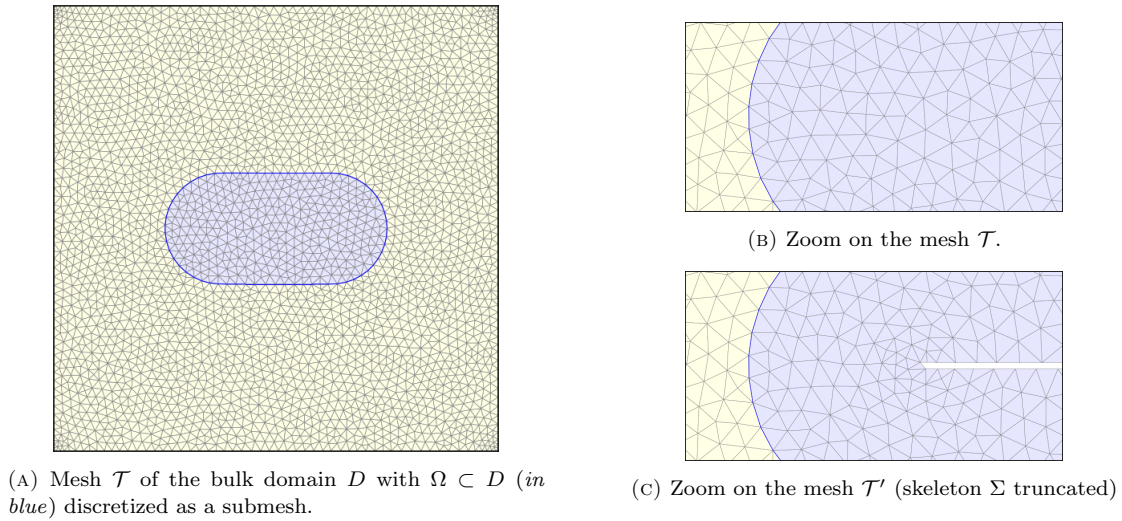 (A) Mesh 𝒯 of the bulk domain D with Ω ⊂ D (in
blue) discretized as a submesh.
(B) Zoom on the mesh 𝒯.
(C) Zoom on the mesh 𝒯′ (skeleton Σ truncated)